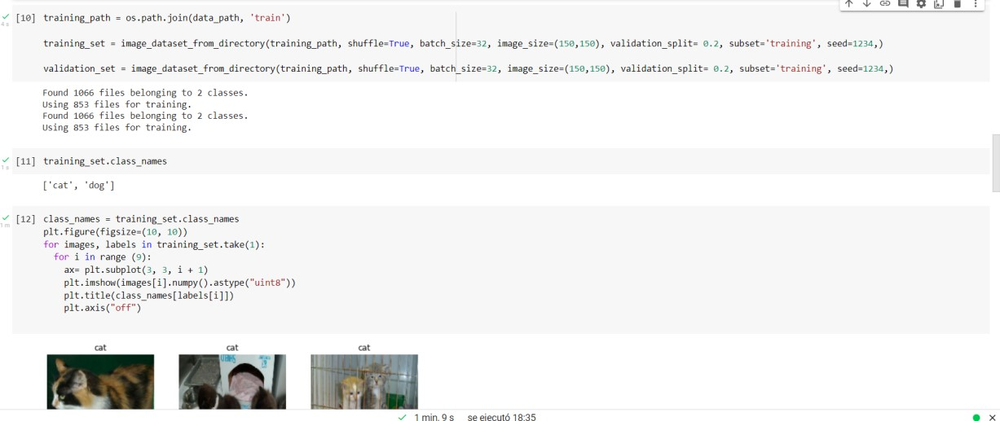 [10] training_path = os.path.join(data_path, 'train')
4 s
training_set = image_dataset_from_directory(training_path, shuffle=True, batch_size=32, image_size=(150,150), validation_split= 0.2, subset='training', seed=1234,)
validation_set = image_dataset_from_directory(training_path, shuffle=True, batch_size=32, image_size=(150,150), validation_split= 0.2, subset='training', seed=1234,)
Found 1066 files belonging to 2 classes.
Using 853 files for training.
Found 1066 files belonging to 2 classes.
Using 853 files for training.
[11] training_set.class_names
1 s
['cat', 'dog']
[12] class_names = training_set.class_names
1 m
plt.figure(figsize=(10, 10))
for images, labels in training_set.take(1):
for i in range (9):
ax= plt.subplot(3, 3, i + 1)
plt.imshow(images[i].numpy().astype("uint8"))
plt.title(class_names[labels[i]])
plt.axis("off")
cat cat cat
1 min. 9 s se ejecutó 18:35